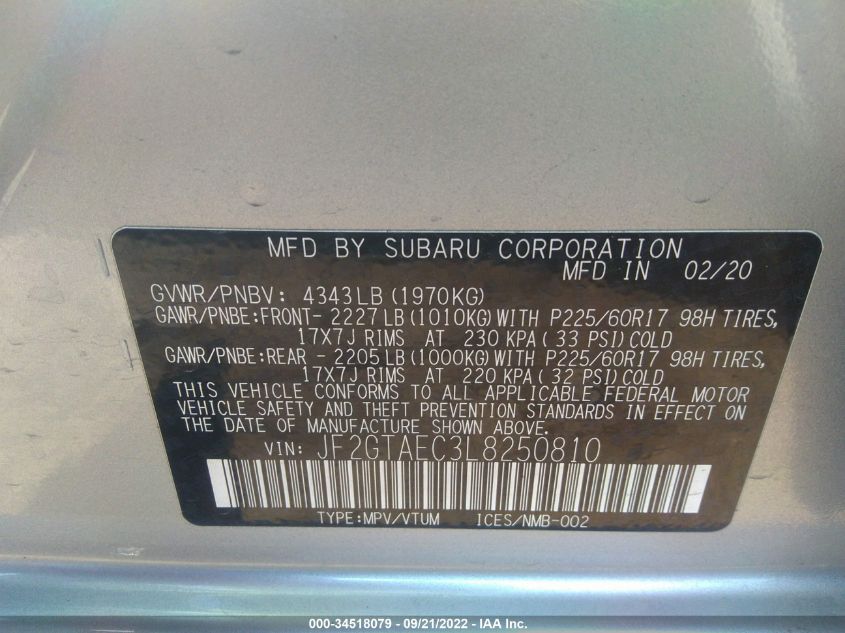 MFD BY SUBARU CORPORATION
MFD IN 02/20
GVWR/PNBV: 4343LB(1970KG)
GAWR/PNBE:FRONT- 2227LB(1010KG)WITH P225/60R17 98H TIRES,
17X7J RIMS AT 230 KPA(33 PSI)COLD
GAWR/PNBE:REAR - 2205LB(1000KG)WITH P225/60R17 98H TIRES,
17X7J RIMS AT 220 KPA(32 PSI)COLD
THIS VEHICLE CONFORMS TO ALL APPLICABLE FEDERAL MOTOR
VEHICLE SAFETY AND THEFT PREVENTION STANDARDS IN EFFECT ON
THE DATE OF MANUFACTURE SHOWN ABOVE.
VIN: JF2GTAEC3L8250810
TYPE:MPV/VTUM ICES/NMB-002
000-34518079 - 09/21/2022 - IAA Inc.